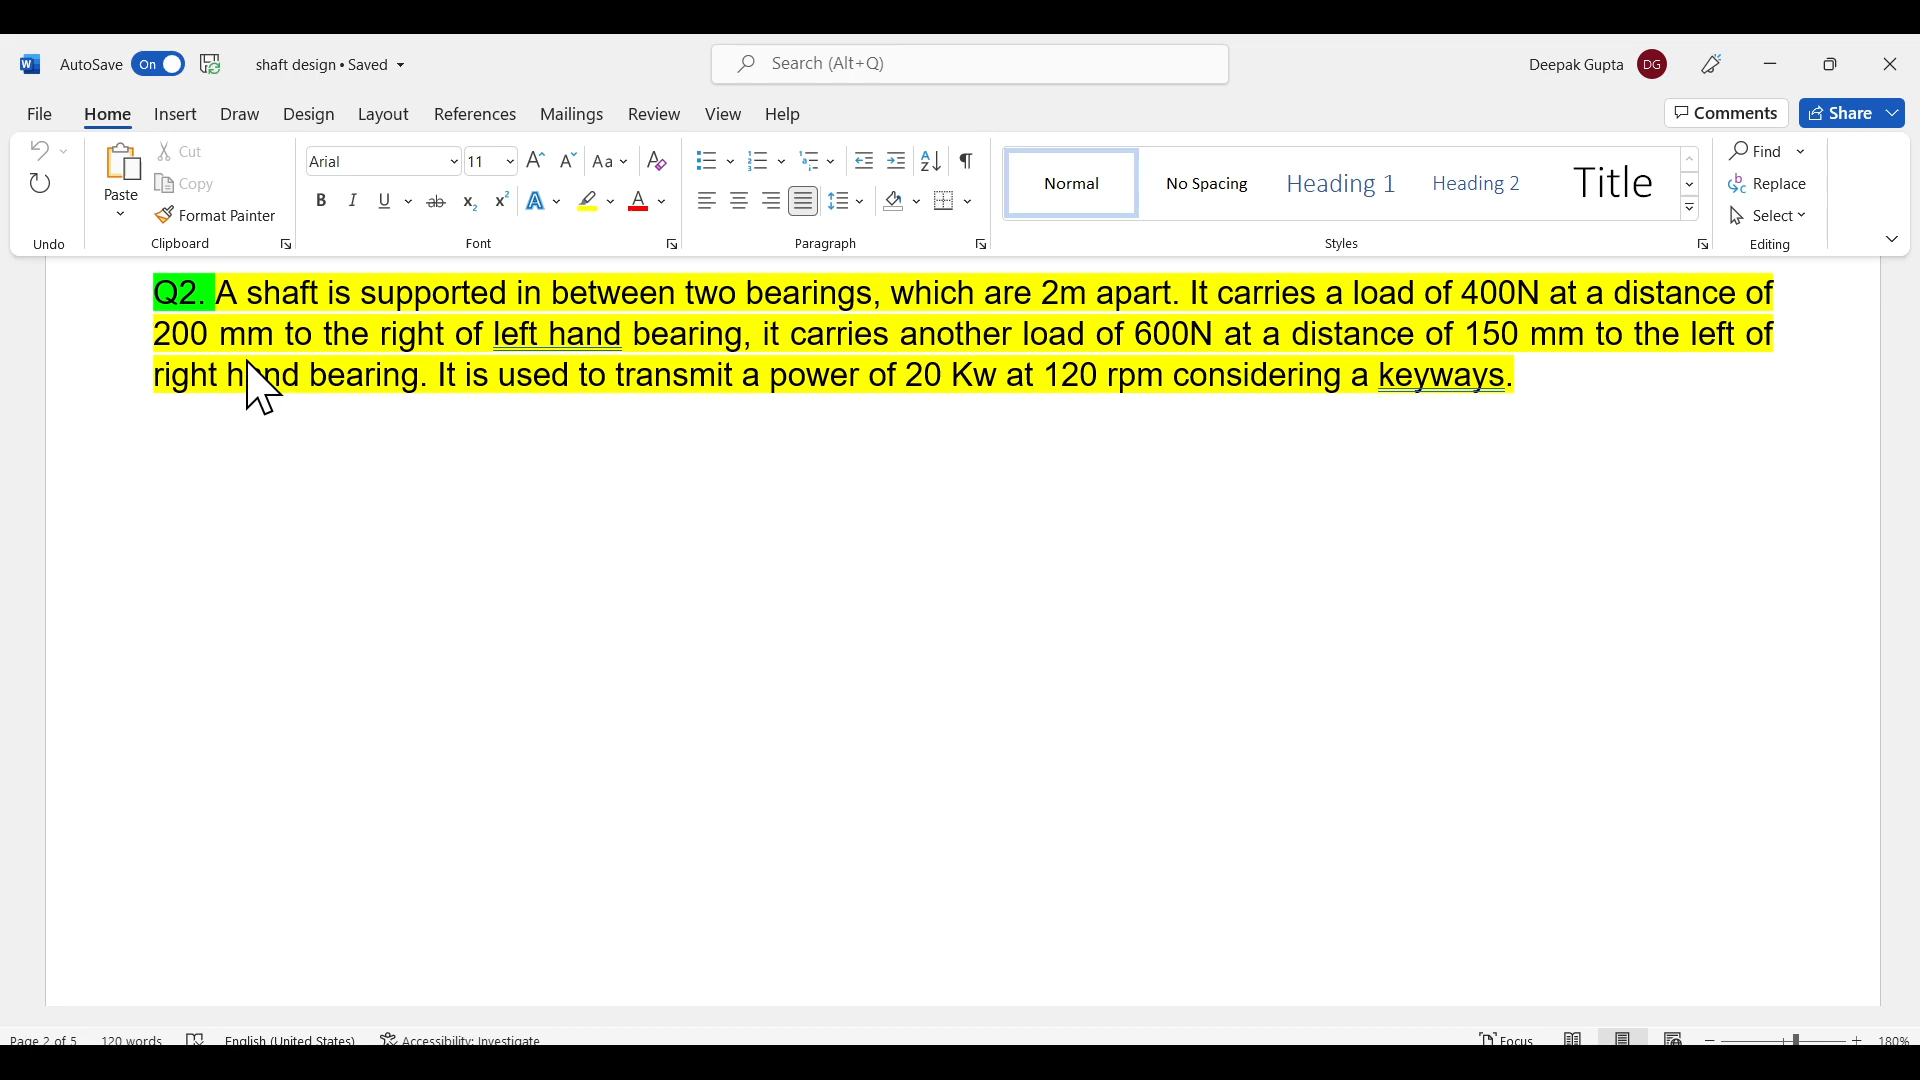 W AutoSave On shaft design • Saved Search (Alt+Q) Deepak Gupta DG
File Home Insert Draw Design Layout References Mailings Review View Help Comments Share
Paste Cut Copy Format Painter
Arial 11 Aa
Normal No Spacing Heading 1 Heading 2 Title
Find Replace Select
Undo Clipboard Font Paragraph Styles Editing
Q2. A shaft is supported in between two bearings, which are 2m apart. It carries a load of 400N at a distance of
200 mm to the right of left hand bearing, it carries another load of 600N at a distance of 150 mm to the left of
right hand bearing. It is used to transmit a power of 20 Kw at 120 rpm considering a keyways.
Page 2 of 5 120 words English (United States) Accessibility: Investigate Focus 180%